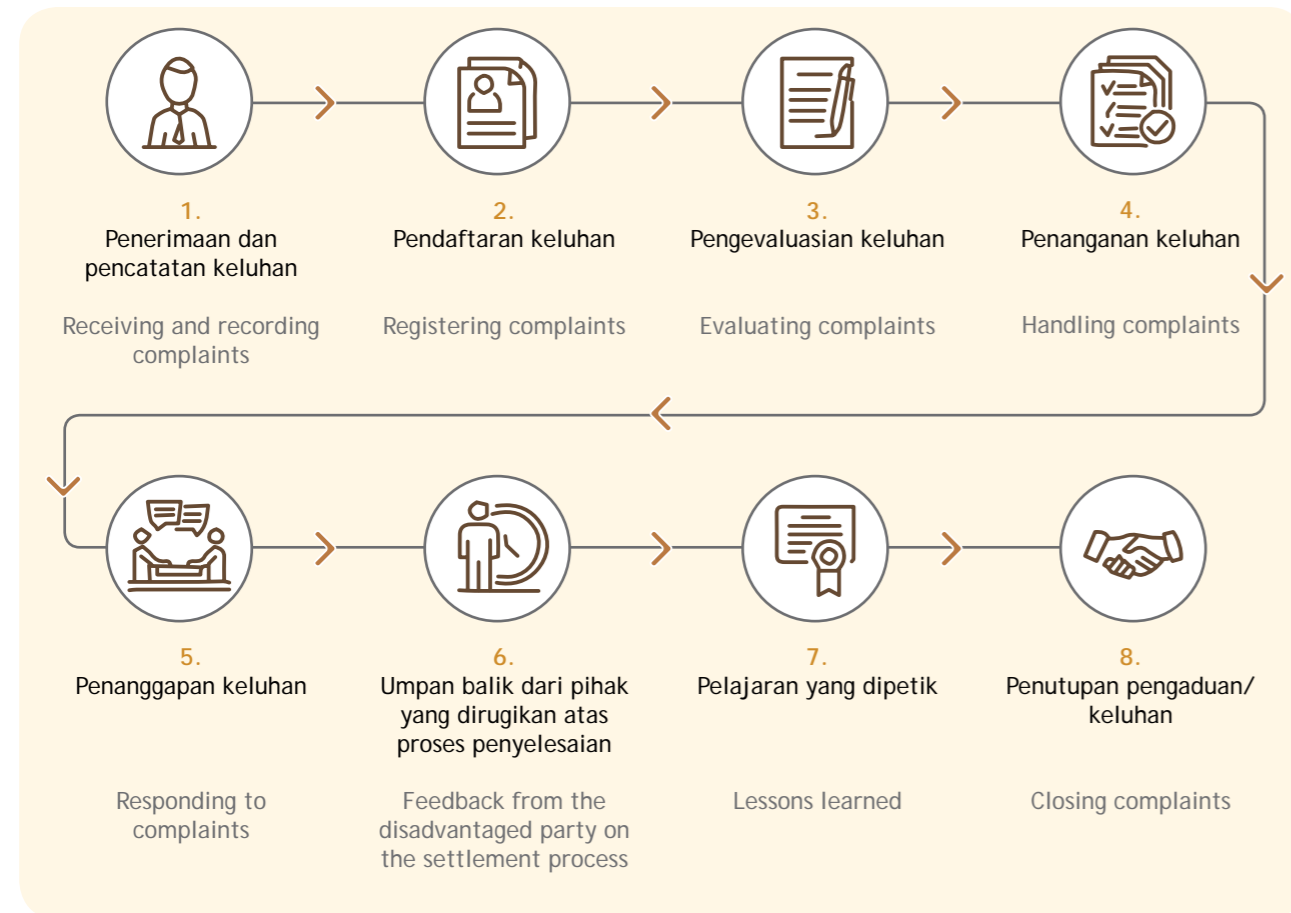 1.
Penerimaan dan
pencatatan keluhan
Receiving and recording
complaints
2.
Pendaftaran keluhan
Registering complaints
3.
Pengevaluasian keluhan
Evaluating complaints
4.
Penanganan keluhan
Handling complaints
5.
Penanggapan keluhan
Responding to
complaints
6.
Umpan balik dari pihak
yang dirugikan atas
proses penyelesaian
Feedback from the
disadvantaged party on
the settlement process
7.
Pelajaran yang dipetik
Lessons learned
8.
Penutupan pengaduan/
keluhan
Closing complaints